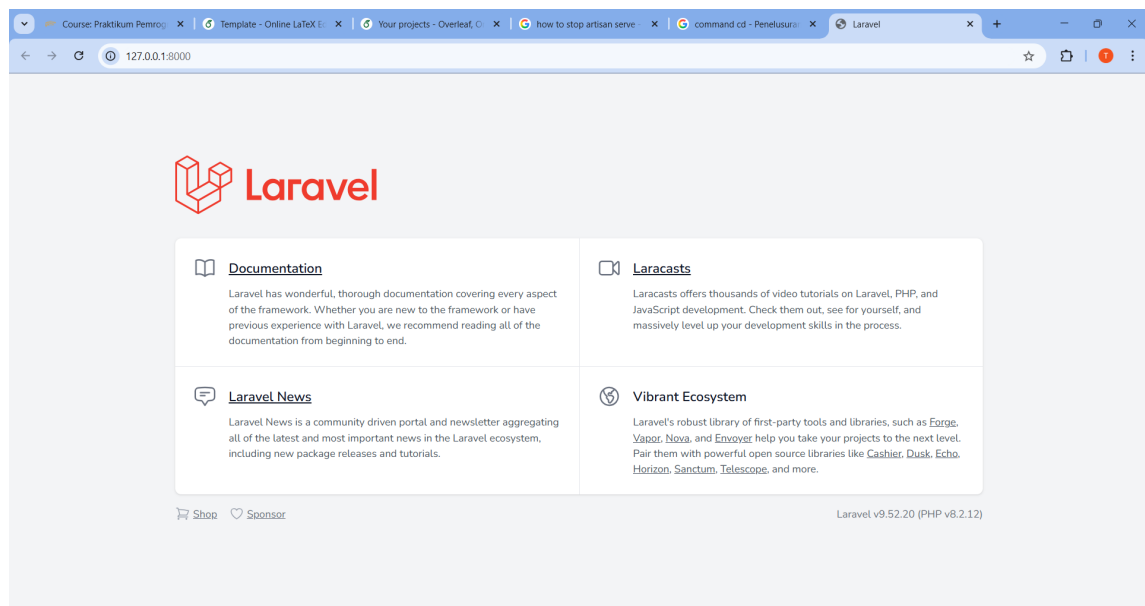 Course: Praktikum Pemrog
Template - Online LaTeX Ed
Your projects - Overleaf, O
how to stop artisan serve -
command cd - Penelusuran
Laravel
127.0.0.1:8000
T
Laravel
Documentation
Laravel has wonderful, thorough documentation covering every aspect
of the framework. Whether you are new to the framework or have
previous experience with Laravel, we recommend reading all of the
documentation from beginning to end.
Laracasts
Laracasts offers thousands of video tutorials on Laravel, PHP, and
JavaScript development. Check them out, see for yourself, and
massively level up your development skills in the process.
Laravel News
Laravel News is a community driven portal and newsletter aggregating
all of the latest and most important news in the Laravel ecosystem,
including new package releases and tutorials.
Vibrant Ecosystem
Laravel's robust library of first-party tools and libraries, such as Forge,
Vapor, Nova, and Envoyer help you take your projects to the next level.
Pair them with powerful open source libraries like Cashier, Dusk, Echo,
Horizon, Sanctum, Telescope, and more.
Shop
Sponsor
Laravel v9.52.20 (PHP v8.2.12)